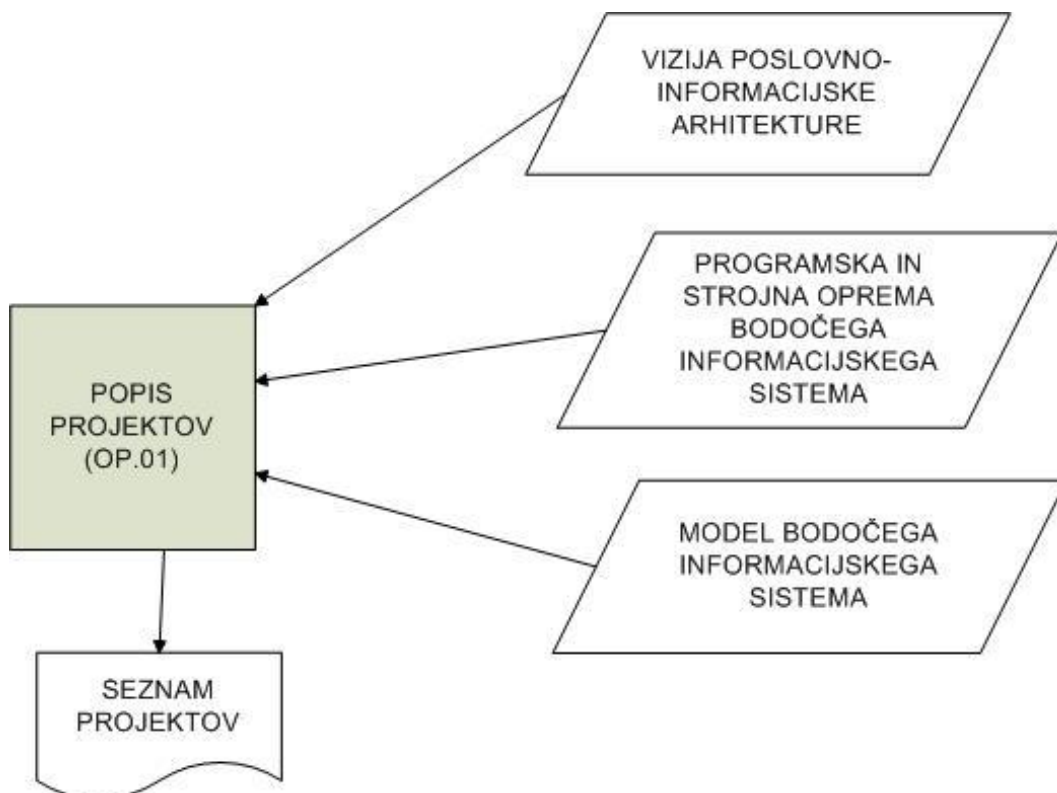 VIZIJA POSLOVNO-
INFORMACIJSKE
ARHITEKTURE
PROGRAMSKA IN
STROJNA OPREMA
BODOČEGA
INFORMACIJSKEGA
SISTEMA
POPIS
PROJEKTOV
(OP.01)
MODEL BODOČEGA
INFORMACIJSKEGA
SISTEMA
SEZNAM
PROJEKTOV